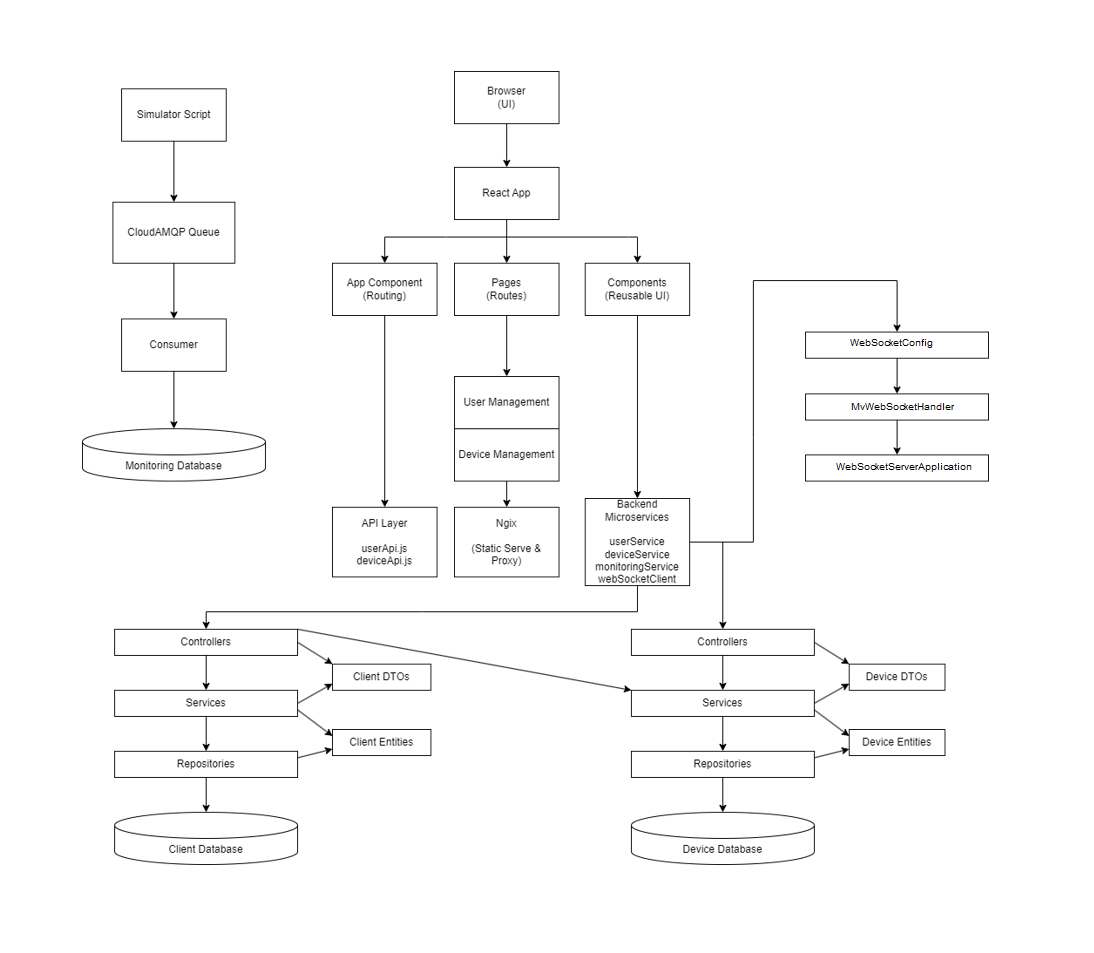 Browser
(UI)
Simulator Script
React App
CloudAMQP Queue
App Component
(Routing)
Pages
(Routes)
Components
(Reusable UI)
Consumer
WebSocketConfig
User Management
MvWebSocketHandler
Device Management
Monitoring Database
WebSocketServerApplication
API Layer
userApi.js
deviceApi.js
Ngix
(Static Serve &
Proxy)
Backend
Microservices
userService
deviceService
monitoringService
webSocketClient
Controllers
Client DTOs
Services
Client Entities
Repositories
Client Database
Controllers
Device DTOs
Services
Device Entities
Repositories
Device Database